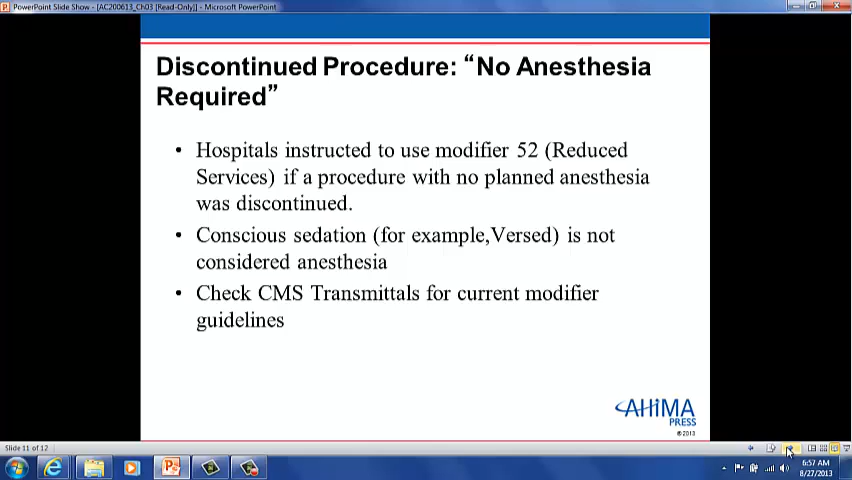 PowerPoint Slide Show - [AC200613_Ch03 [Read-Only]] - Microsoft PowerPoint
Discontinued Procedure: “No Anesthesia
Required”
• Hospitals instructed to use modifier 52 (Reduced
Services) if a procedure with no planned anesthesia
was discontinued.
• Conscious sedation (for example,Versed) is not
considered anesthesia
• Check CMS Transmittals for current modifier
guidelines
AHIMA
PRESS
©2013
Slide 11 of 12
6:57 AM
8/27/2013